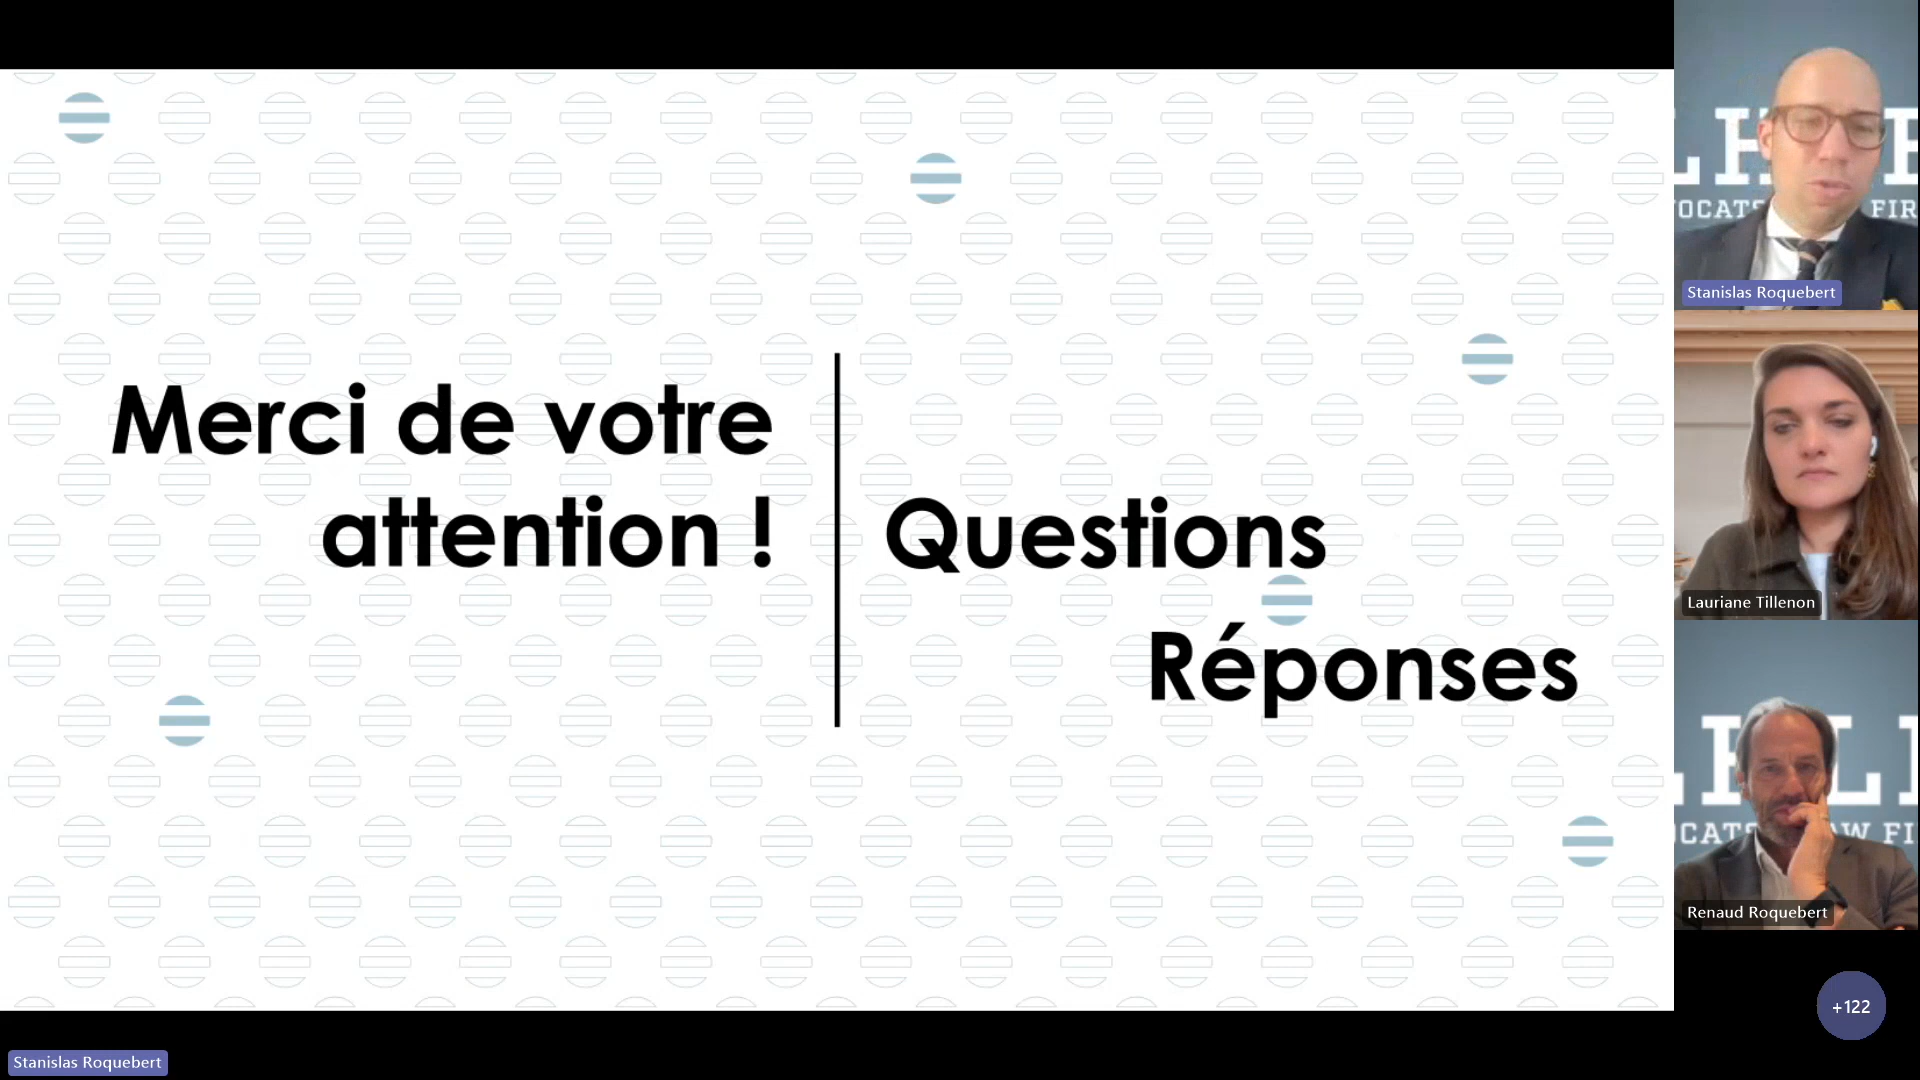 Merci de votre
attention !
Questions
Réponses
Stanislas Roquebert
Lauriane Tillenon
Renaud Roquebert
+122
Stanislas Roquebert